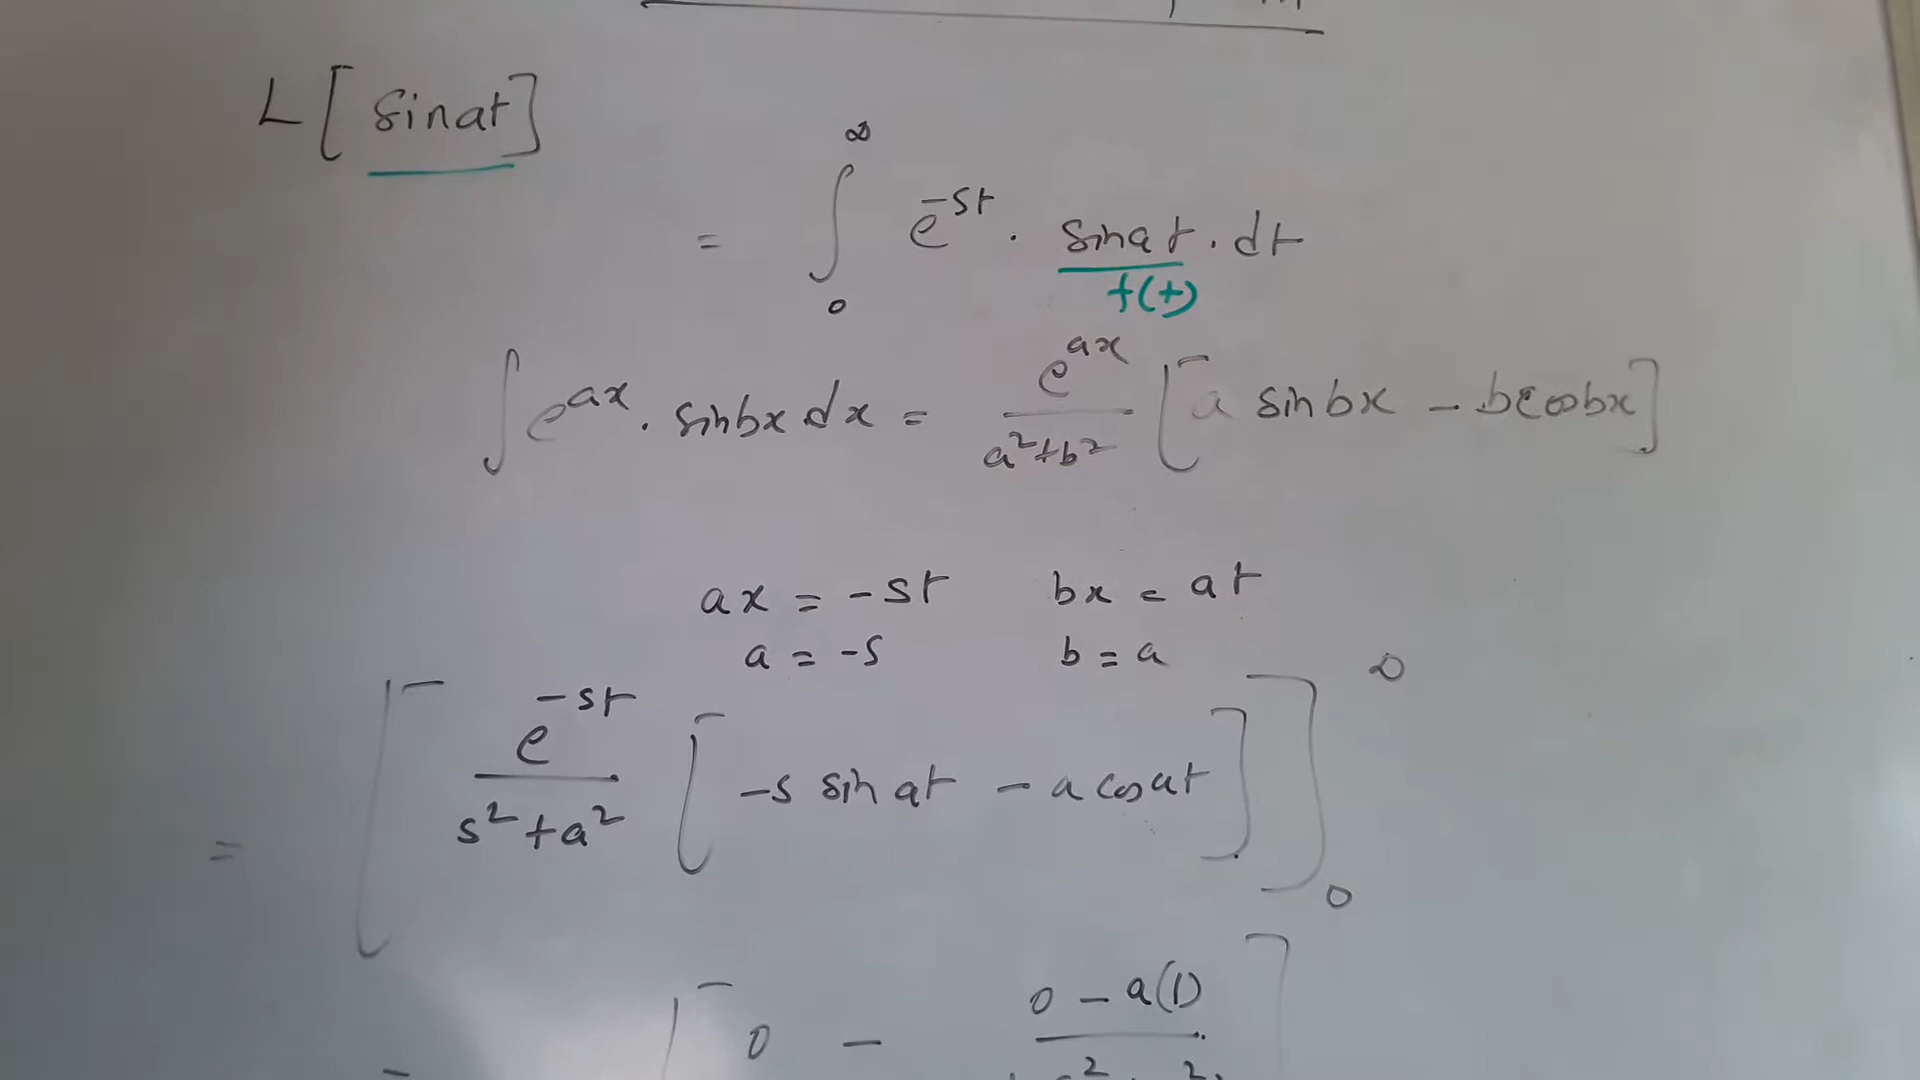 L[sinat]
= ∫₀^∞ e^-st . sinat . dt
f(t)
∫e^ax . sinbx dx = e^ax / a²+b² [a sinbx - bcosbx]
ax = -st bx = at
a = -s b = a
= [e^-st / s²+a² [-s sin at - a cosat]]₀^∞
[0 - 0 - a(1)